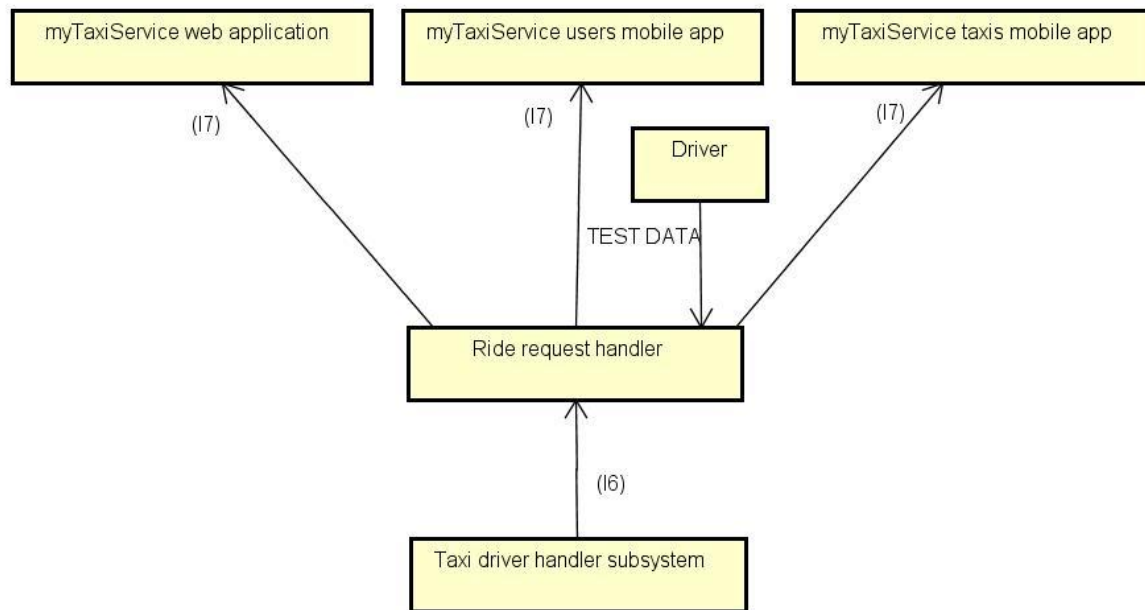 myTaxiService web application
myTaxiService users mobile app
myTaxiService taxis mobile app
(I7)
(I7)
(I7)
Driver
TEST DATA
Ride request handler
(I6)
Taxi driver handler subsystem